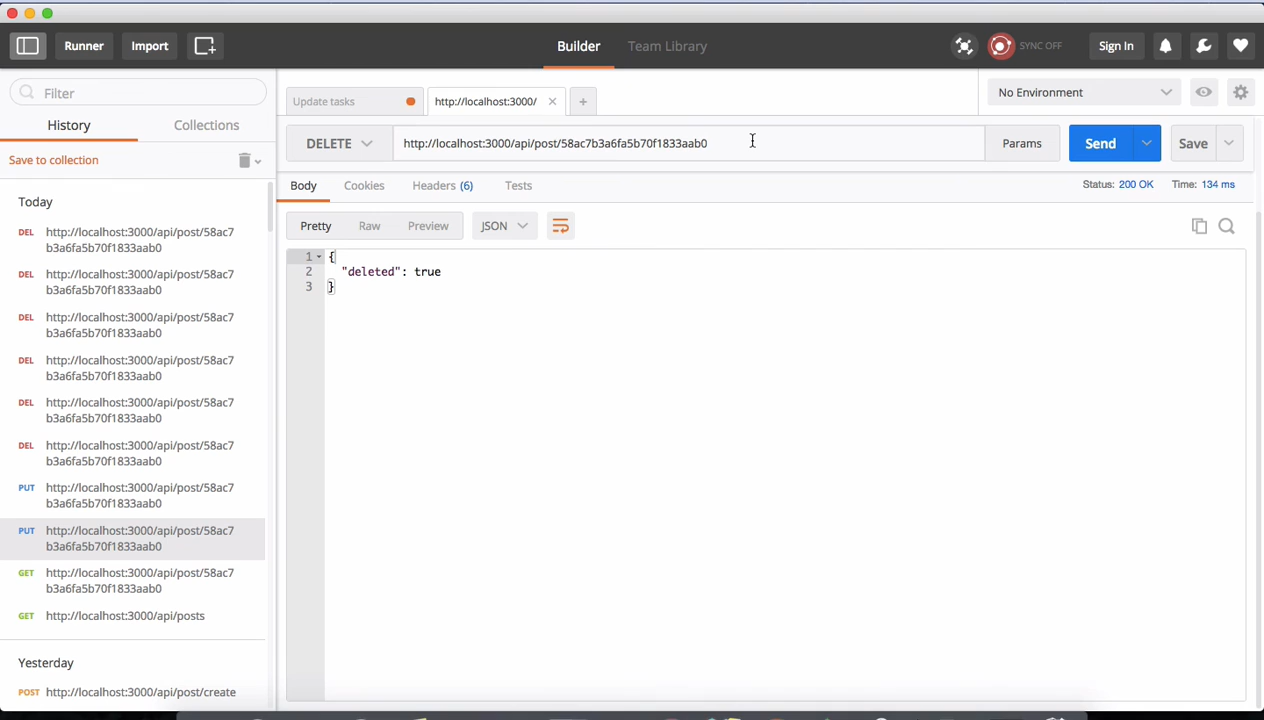 Runner
Import
Builder
Team Library
SYNC OFF
Sign In
Filter
History
Collections
Save to collection
Today
DEL http://localhost:3000/api/post/58ac7
b3a6fa5b70f1833aab0
DEL http://localhost:3000/api/post/58ac7
b3a6fa5b70f1833aab0
DEL http://localhost:3000/api/post/58ac7
b3a6fa5b70f1833aab0
DEL http://localhost:3000/api/post/58ac7
b3a6fa5b70f1833aab0
DEL http://localhost:3000/api/post/58ac7
b3a6fa5b70f1833aab0
DEL http://localhost:3000/api/post/58ac7
b3a6fa5b70f1833aab0
PUT http://localhost:3000/api/post/58ac7
b3a6fa5b70f1833aab0
PUT http://localhost:3000/api/post/58ac7
b3a6fa5b70f1833aab0
GET http://localhost:3000/api/post/58ac7
b3a6fa5b70f1833aab0
GET http://localhost:3000/api/posts
Yesterday
POST http://localhost:3000/api/post/create
Update tasks
http://localhost:3000/
No Environment
DELETE
http://localhost:3000/api/post/58ac7b3a6fa5b70f1833aab0
Params
Send
Save
Body
Cookies
Headers (6)
Tests
Status: 200 OK
Time: 134 ms
Pretty
Raw
Preview
JSON
1 {
2 "deleted": true
3 }